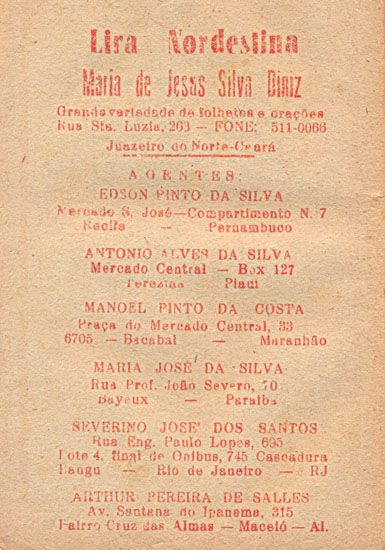 Lira Nordestina
Maria de Jesus Silva Diniz
Grande variedade de folhetos e orações
Rua Sta. Luzia, 263 — FONE: 511-0066
Juazeiro do Norte-Ceará
AGENTES:
EDSON PINTO DA SILVA
Mercado S. José—Compartimento N. 7
Recife — Pernambuco
ANTONIO ALVES DA SILVA
Mercado Central — Box 127
Terezina Piauí
MANOEL PINTO DA COSTA
Praça do Mercado Central, 33
6705 — Bacabal — Maranhão
MARIA JOSÉ DA SILVA
Rua Prof. João Severo, 70
Bayeux — Paraíba
SEVERINO JOSE' DOS SANTOS
Rua Eng. Paulo Lopes, 695
Lote 4, final de Onibus, 745 Cascadura
Bangu — Rio de Janeiro — RJ
ARTHUR PEREIRA DE SALLES
Av. Santana do Ipanema, 315
Bairro Cruz das Almas — Maceió — Al.